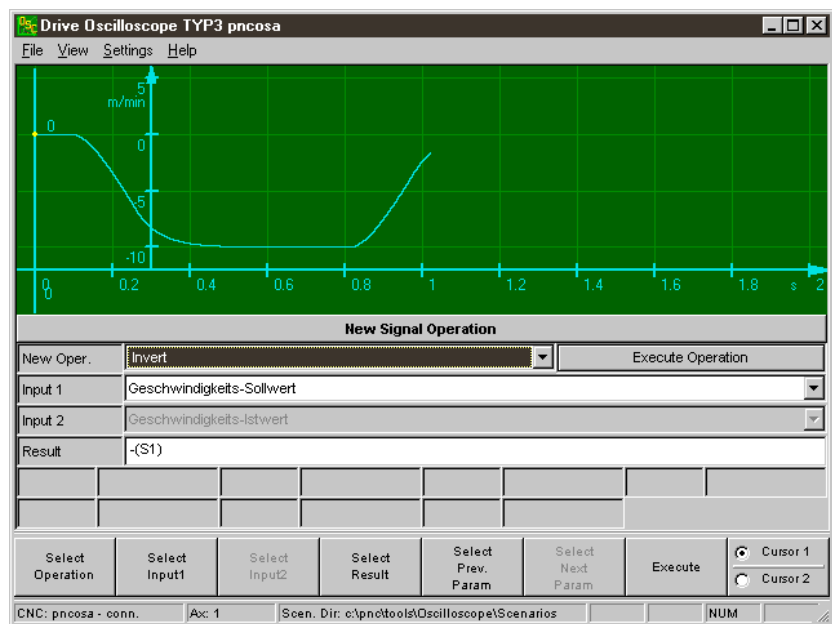 Drive Oscilloscope TYP3 pncosa
File View Settings Help
5
m/min
0
0
-5
-10
0 0.2 0.4 0.6 0.8 1 1.2 1.4 1.6 1.8 s 2
0
New Signal Operation
New Oper. Invert Execute Operation
Input 1 Geschwindigkeits-Sollwert
Input 2 Geschwindigkeits-Istwert
Result -(S1)
Select Operation
Select Input1
Select Input2
Select Result
Select Prev. Param
Select Next Param
Execute
Cursor 1
Cursor 2
CNC: pncosa - conn. Ax: 1 Scen. Dir: c:\pnc\tools\Oscilloscope\Scenarios NUM